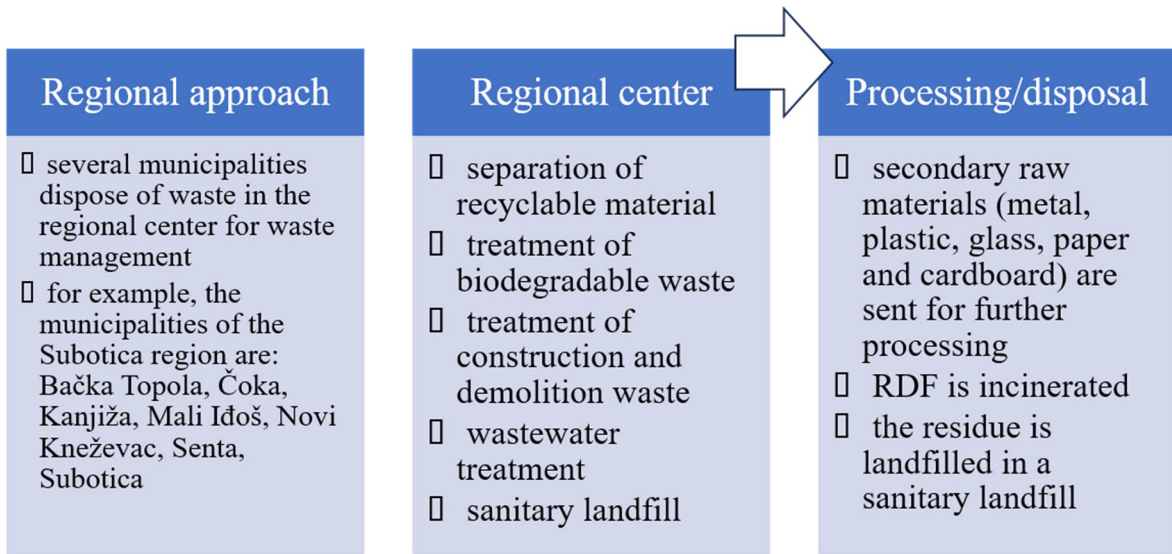 Regional approach
▯ several municipalities
dispose of waste in the
regional center for waste
management
▯ for example, the
municipalities of the
Subotica region are:
Bačka Topola, Čoka,
Kanjiža, Mali Iđoš, Novi
Kneževac, Senta,
Subotica
Regional center
▯ separation of
recyclable material
▯ treatment of
biodegradable waste
▯ treatment of
construction and
demolition waste
▯ wastewater
treatment
▯ sanitary landfill
Processing/disposal
▯ secondary raw
materials (metal,
plastic, glass, paper
and cardboard) are
sent for further
processing
▯ RDF is incinerated
▯ the residue is
landfilled in a
sanitary landfill